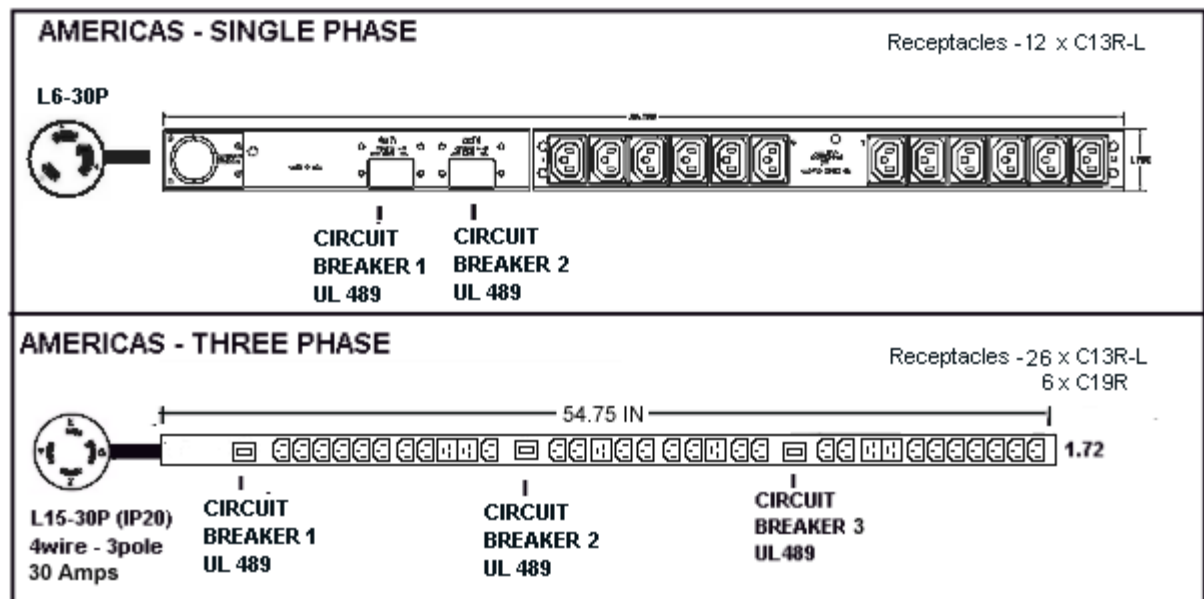 AMERICAS - SINGLE PHASE
Receptacles -12 x C13R-L
L6-30P
CIRCUIT
BREAKER 1
UL 489
CIRCUIT
BREAKER 2
UL 489
AMERICAS - THREE PHASE
Receptacles -26 x C13R-L
6 x C19R
54.75 IN
1.72
L15-30P (IP20)
4wire - 3pole
30 Amps
CIRCUIT
BREAKER 1
UL 489
CIRCUIT
BREAKER 2
UL 489
CIRCUIT
BREAKER 3
UL489